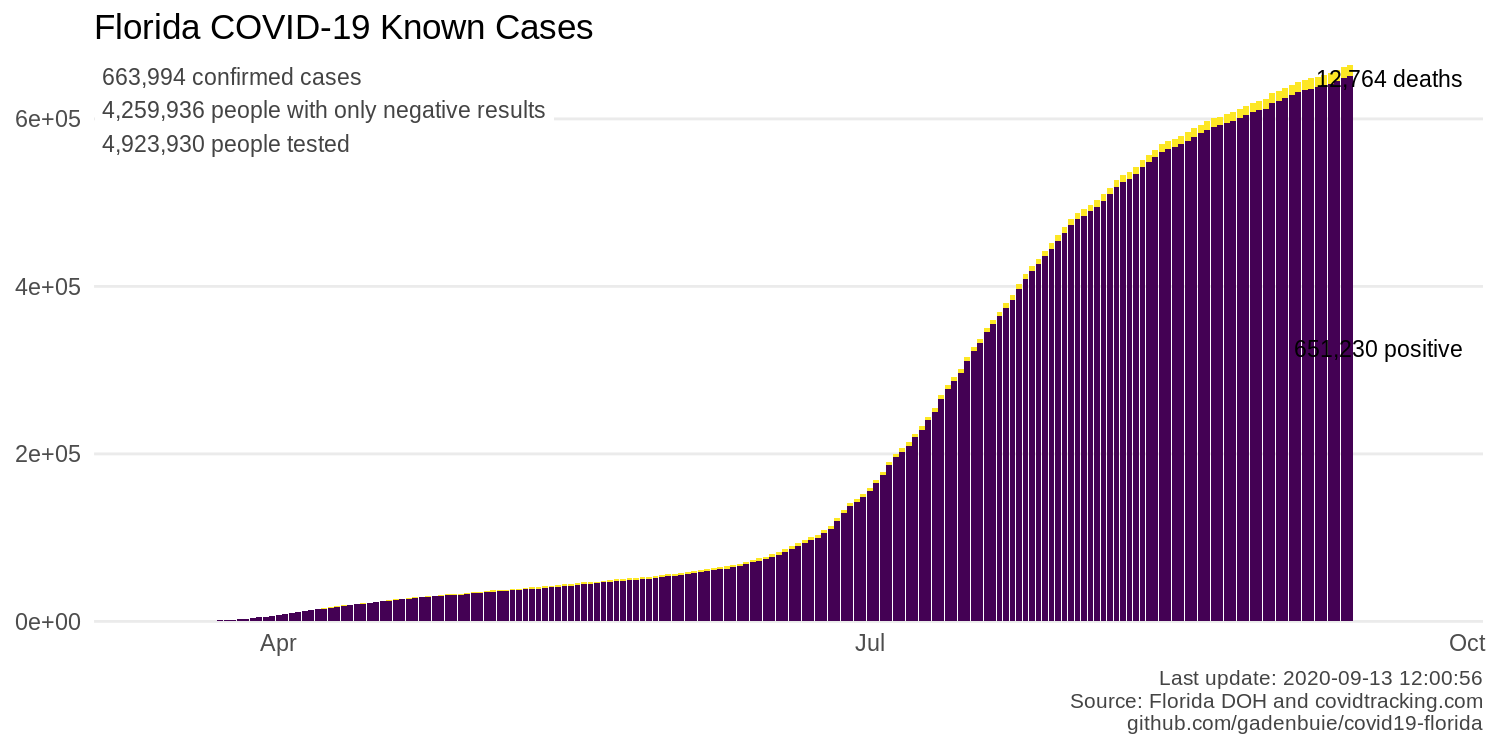 Florida COVID-19 Known Cases
663,994 confirmed cases
4,259,936 people with only negative results
4,923,930 people tested
12,764 deaths
6e+05
4e+05
651,230 positive
2e+05
0e+00
Apr
Jul
Oct
Last update: 2020-09-13 12:00:56
Source: Florida DOH and covidtracking.com
github.com/gadenbuie/covid19-florida